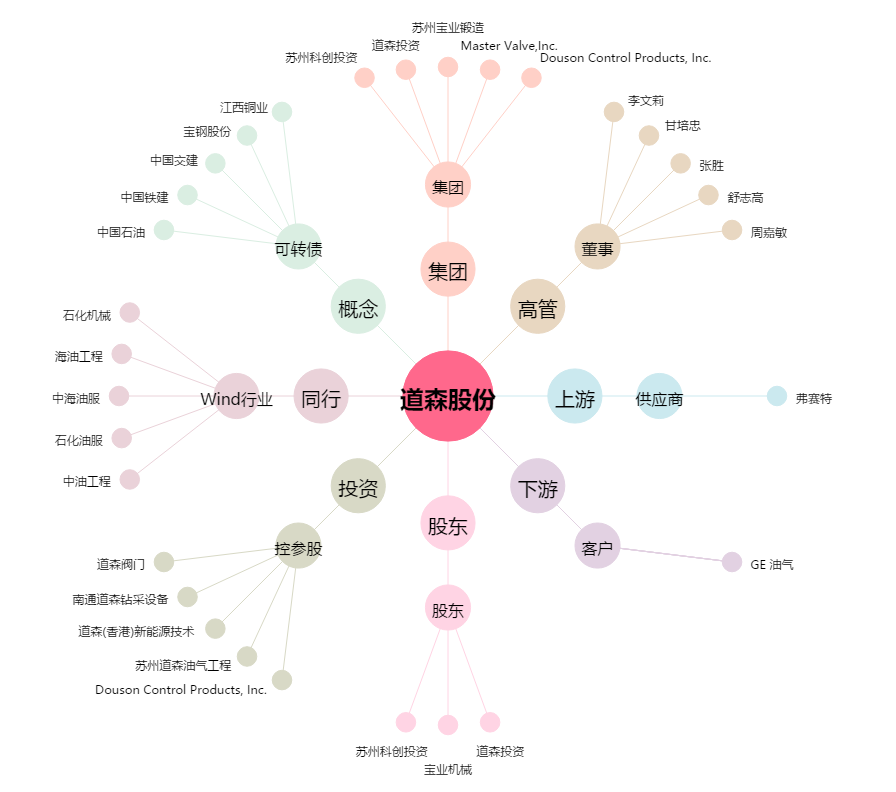 苏州宝业锻造
道森投资
Master Valve,Inc.
苏州科创投资
Douson Control Products, Inc.
集团
集团
李文莉
甘培忠
张胜
舒志高
周嘉敏
董事
高管
江西铜业
宝钢股份
中国交建
中国铁建
中国石油
可转债
概念
石化机械
海油工程
中海油服
石化油服
中油工程
Wind行业
同行
道森股份
上游
供应商
弗赛特
投资
控参股
道森阀门
南通道森钻采设备
道森(香港)新能源技术
苏州道森油气工程
Douson Control Products, Inc.
下游
客户
GE 油气
股东
股东
苏州科创投资
宝业机械
道森投资